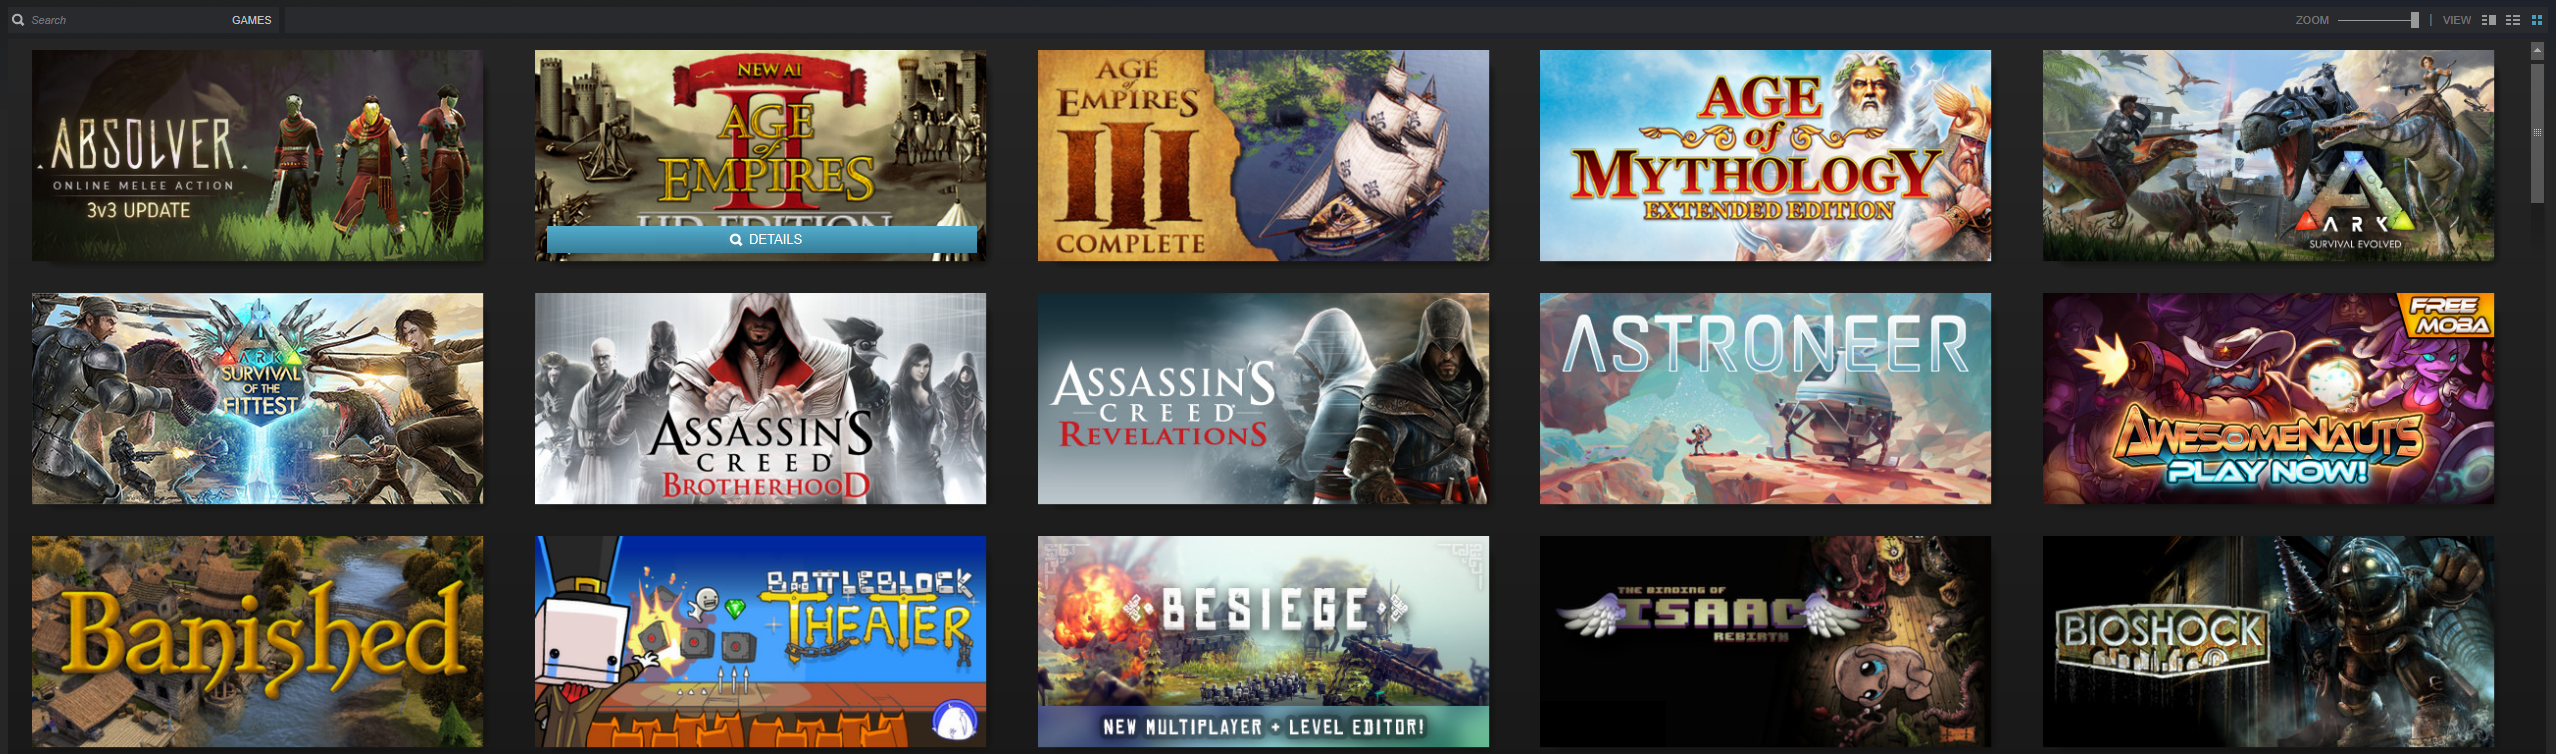 Search GAMES ZOOM | VIEW
ABSOLVER
ONLINE MELEE ACTION
3v3 UPDATE
NEW AI
II
AGE
of
EMPIRES
HD EDITION
DETAILS
AGE
of
EMPIRES
III
COMPLETE
AGE
of
MYTHOLOGY
EXTENDED EDITION
ARK
SURVIVAL EVOLVED
ARK
SURVIVAL
OF THE
FITTEST
ASSASSIN'S
CREED
BROTHERHOOD
ASSASSIN'S
CREED
REVELATIONS
ASTRONEER
FREE
MOBA
AWESOMENAUTS
PLAY NOW!
Banished
BATTLEBLOCK
THEATER
BESIEGE
NEW MULTIPLAYER + LEVEL EDITOR!
THE BINDING OF
ISAAC
REBIRTH
BIOSHOCK